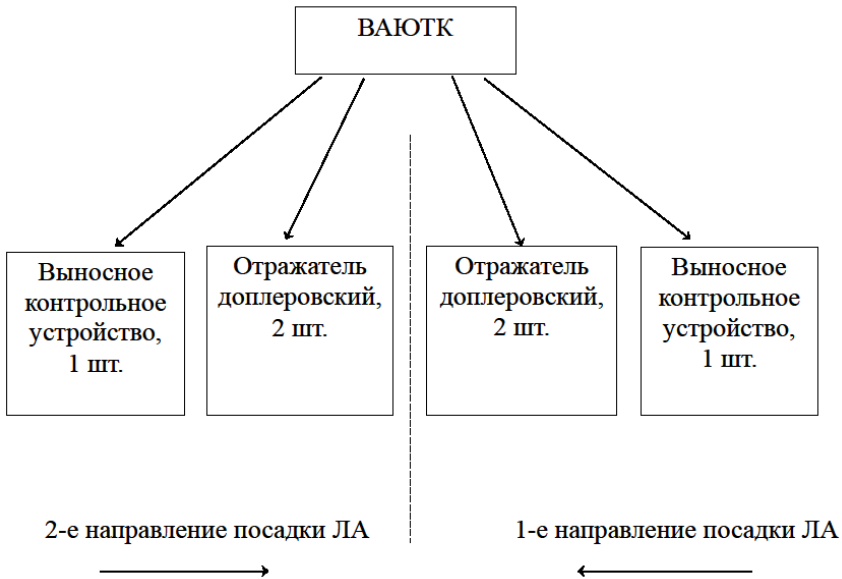 ВАЮТК
Выносное
контрольное
устройство,
1 шт.
Отражатель
доплеровский,
2 шт.
Отражатель
доплеровский,
2 шт.
Выносное
контрольное
устройство,
1 шт.
2-е направление посадки ЛА
1-е направление посадки ЛА